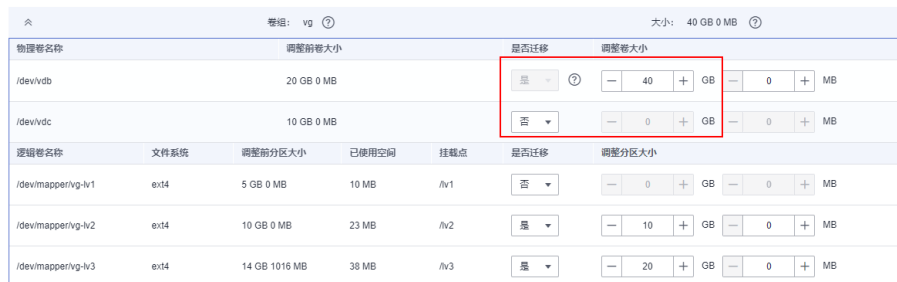 卷组： vg ? 大小： 40 GB 0 MB ?
物理卷名称 调整前卷大小 是否迁移 调整卷大小
/dev/vdb 20 GB 0 MB 是 ? − 40 + GB − 0 + MB
/dev/vdc 10 GB 0 MB 否 − 0 + GB − 0 + MB
逻辑卷名称 文件系统 调整前分区大小 已使用空间 挂载点 是否迁移 调整分区大小
/dev/mapper/vg-lv1 ext4 5 GB 0 MB 10 MB /lv1 否 − 0 + GB − 0 + MB
/dev/mapper/vg-lv2 ext4 10 GB 0 MB 23 MB /lv2 是 − 10 + GB − 0 + MB
/dev/mapper/vg-lv3 ext4 14 GB 1016 MB 38 MB /lv3 是 − 20 + GB − 0 + MB